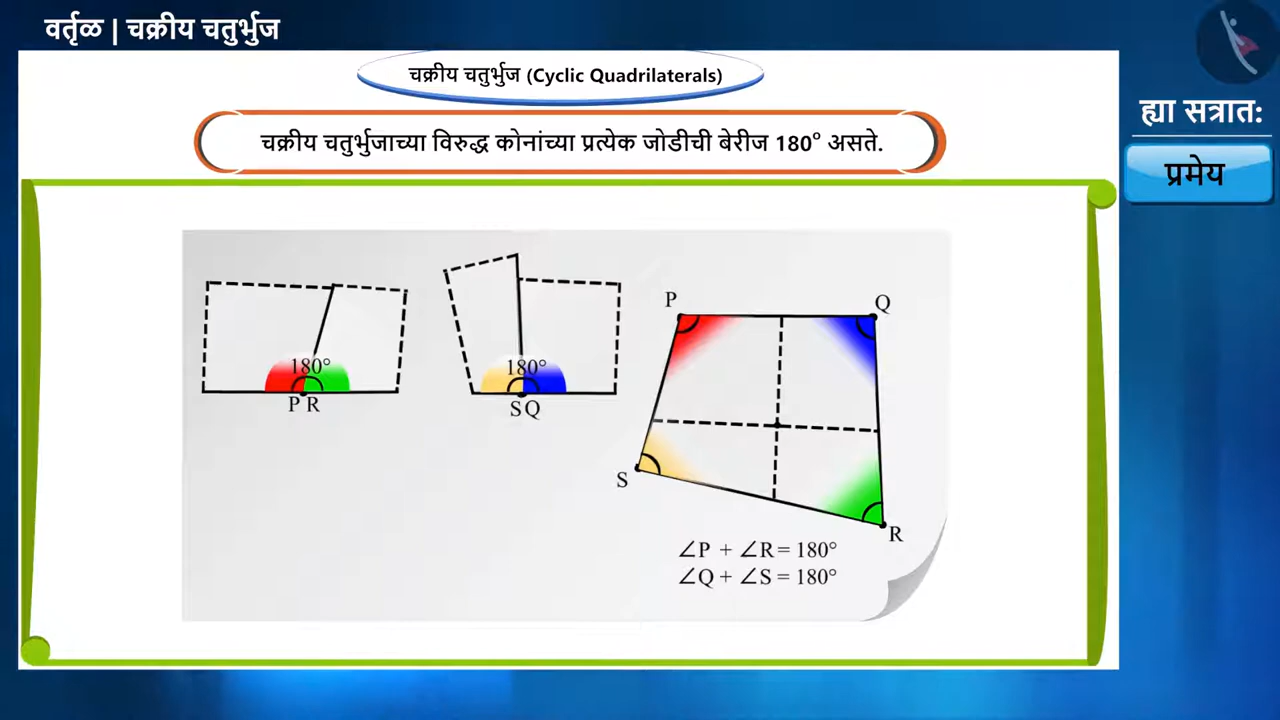 वर्तृळ | चक्रीय चतुर्भुज
चक्रीय चतुर्भुज (Cyclic Quadrilaterals)
ह्या सत्रात:
चक्रीय चतुर्भुजाच्या विरुद्ध कोनांच्या प्रत्येक जोडीची बेरीज 180° असते.
प्रमेय
P Q
180° 180°
P R S Q
S
R
∠P + ∠R = 180°
∠Q + ∠S = 180°